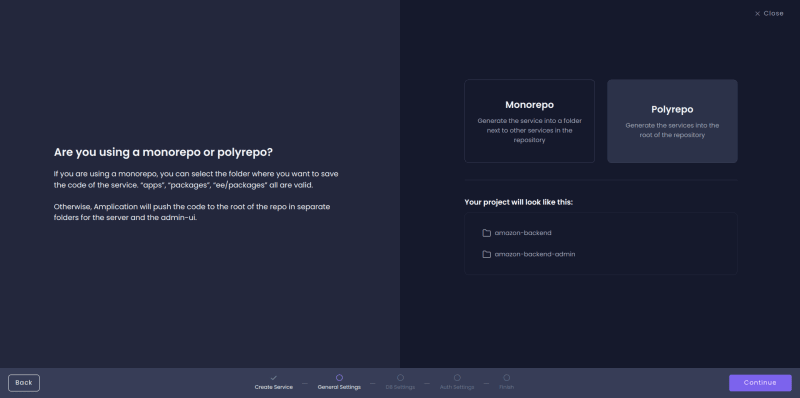 Close
Are you using a monorepo or polyrepo?
If you are using a monorepo, you can select the folder where you want to save
the code of the service. “apps”, “packages”, “ee/packages” all are valid.
Otherwise, Amplication will push the code to the root of the repo in separate
folders for the server and the admin-ui.
Monorepo
Generate the service into a folder
next to other services in the
repository
Polyrepo
Generate the services into the
root of the repository
Your project will look like this:
amazon-backend
amazon-backend-admin
Back
Create Service
General Settings
DB Settings
Auth Settings
Finish
Continue